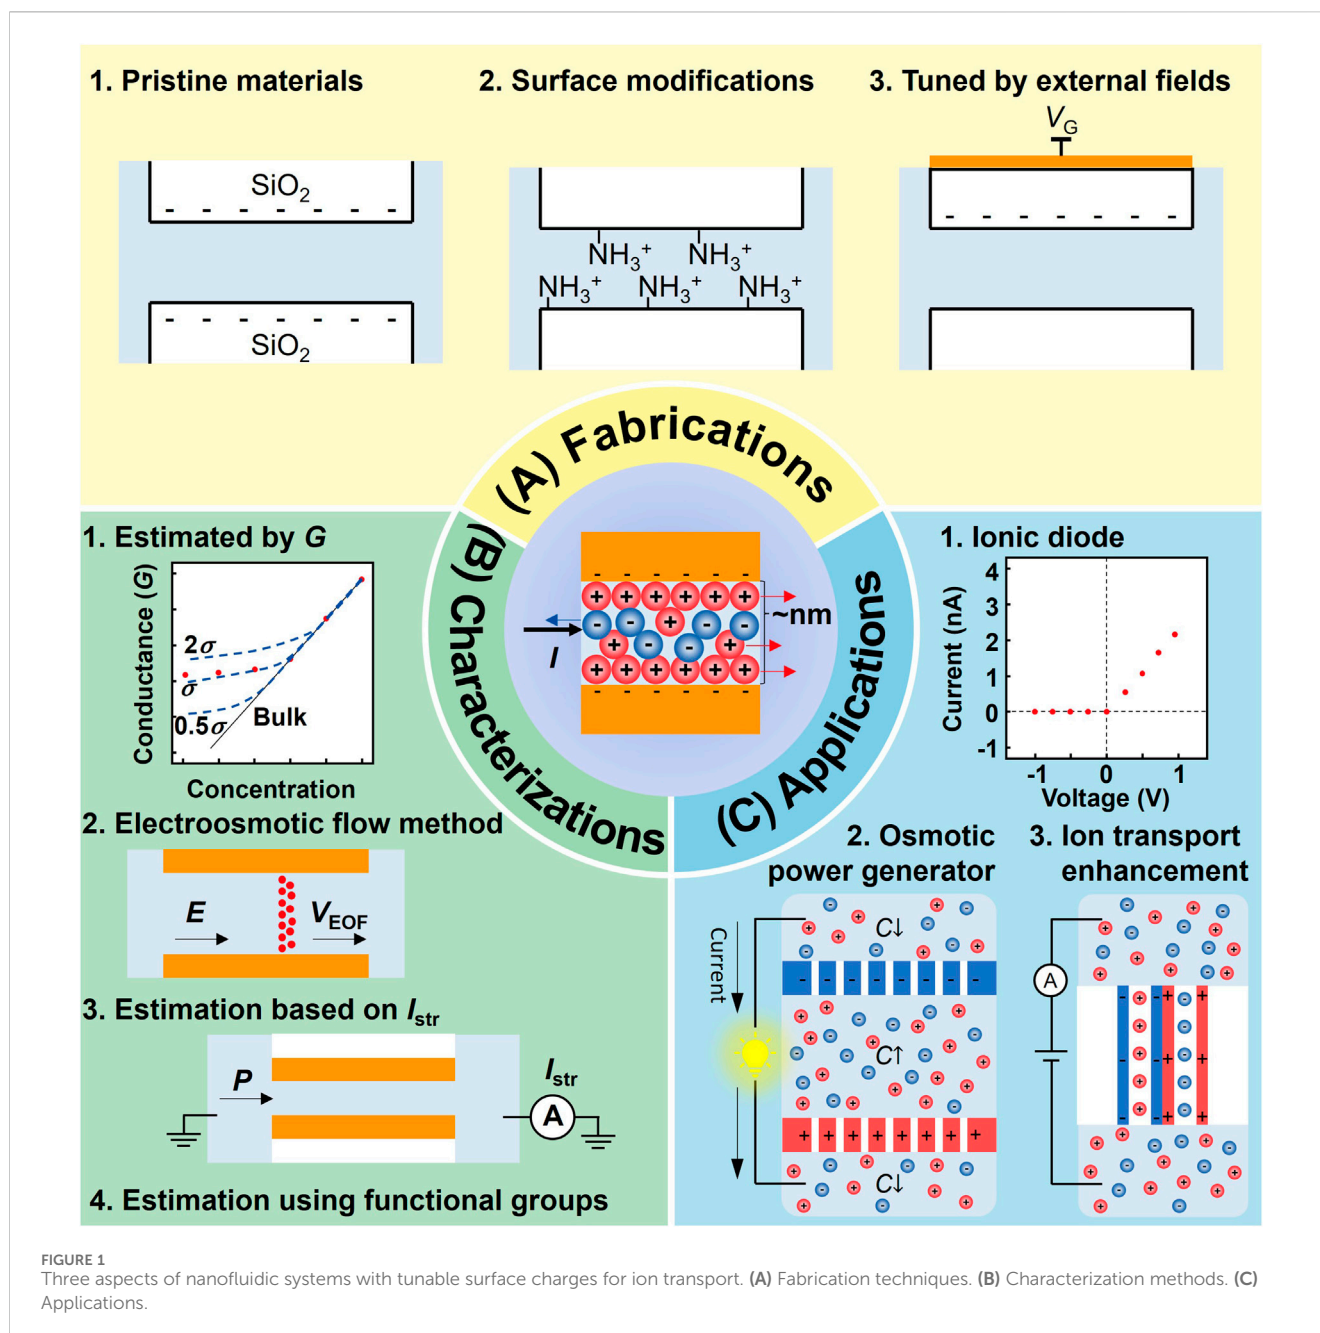 1. Pristine materials
SiO2
- - - - - - -
- - - - - - -
SiO2
2. Surface modifications
NH3+ NH3+
NH3+ NH3+ NH3+
3. Tuned by external fields
VG
- - - - - - -
(A) Fabrications
(B) Characterizations
(C) Applications
- - - - - -
+ + + + + +
- - + - -
+ - - +
+ + + + + +
- - - - - -
I
~nm
1. Estimated by G
Conductance (G)
2σ
σ
0.5σ
Bulk
Concentration
2. Electroosmotic flow method
E
VEOF
3. Estimation based on Istr
P
Istr
A
4. Estimation using functional groups
1. Ionic diode
Current (nA)
4
3
2
1
0
-1
-1 0 1
Voltage (V)
2. Osmotic
power generator
Current
C↓
- - - - - - - -
C↑
+ + + + + + + +
C↓
3. Ion transport
enhancement
A
FIGURE 1
Three aspects of nanofluidic systems with tunable surface charges for ion transport. (A) Fabrication techniques. (B) Characterization methods. (C)
Applications.